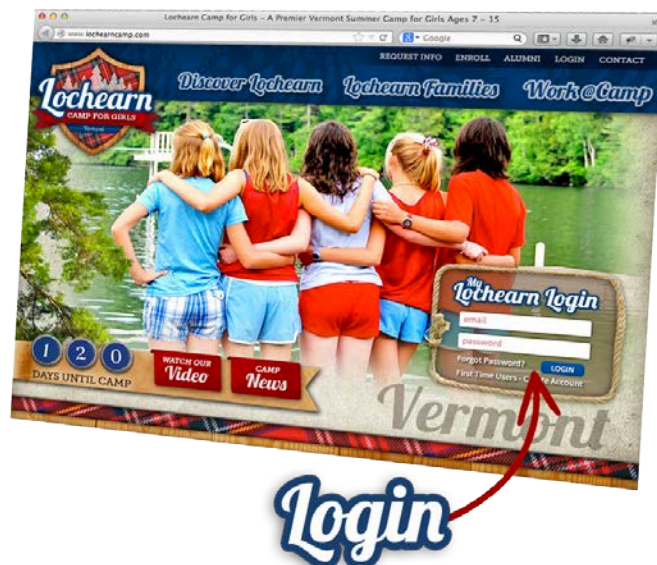 Lochearn Camp for Girls - A Premier Vermont Summer Camp for Girls Ages 7 - 15
www.lochearncamp.com
Google
REQUEST INFO ENROLL ALUMNI LOGIN CONTACT
Discover Lochearn Lochearn Families Work @ Camp
Lochearn
CAMP FOR GIRLS
Vermont
My
Lochearn Login
email
password
Forgot Password? LOGIN
First Time Users - Account
1 2 0
DAYS UNTIL CAMP
WATCH OUR
Video
CAMP
News
Vermont
Login